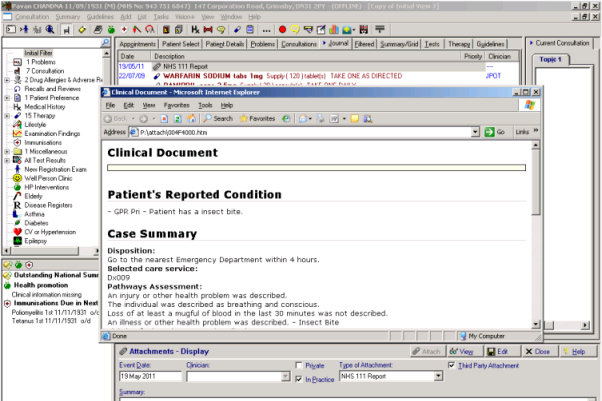 Pavan CHANDNA 11/09/1931 (M) (NHS No: 943 751 6847) 147 Corporation Road, Grimsby, DN31 2PY - (OFFLINE) - [Copy of Initial View ?]
Consultation Summary Guidelines Add List Tasks Vision+ View Window Help
Appointments Patient Select Patient Details Problems Consultations Journal Filtered Summary/Grid Tests Therapy Guidelines
Current Consultation
Topic 1
Date Description Priority Clinician
19/05/11 NHS 111 Report ---
22/07/09 WARFARIN SODIUM tabs 1mg Supply (120) tablet(s) TAKE ONE AS DIRECTED JPOT
Initial Filter
1 Problems
7 Consultation
2 Drug Allergies & Adverse Re
Recalls and Reviews
1 Patient Preference
Medical History
15 Therapy
Lifestyle
Examination Findings
Immunisations
1 Miscellaneous
All Test Results
New Registration Exam
Well Person Clinic
HP Interventions
Elderly
Disease Registers
Asthma
Diabetes
CV or Hypertension
Epilepsy
Outstanding National Summ
Health promotion
Clinical information missing
Immunisations Due in Next
Poliomyelitis 1st 11/11/1931 o/d
Tetanus 1st 11/11/1931 o/d
Clinical Document - Microsoft Internet Explorer
File Edit View Favorites Tools Help
Back Search Favorites
Address P:\attach\004F4000.htm Go Links
Clinical Document
Patient's Reported Condition
- GPR Pri - Patient has a insect bite.
Case Summary
Disposition:
Go to the nearest Emergency Department within 4 hours.
Selected care service:
Dx009
Pathways Assessment:
An injury or other health problem was described.
The individual was described as breathing and conscious.
Loss of at least a mugful of blood in the last 30 minutes was not described.
An illness or other health problem was described. - Insect Bite
Done My Computer
Attachments - Display Attach View Edit Close Help
Event Date: Clinician: Private Type of Attachment: Third Party Attachment
19 May 2011 In Practice NHS 111 Report
Summary: